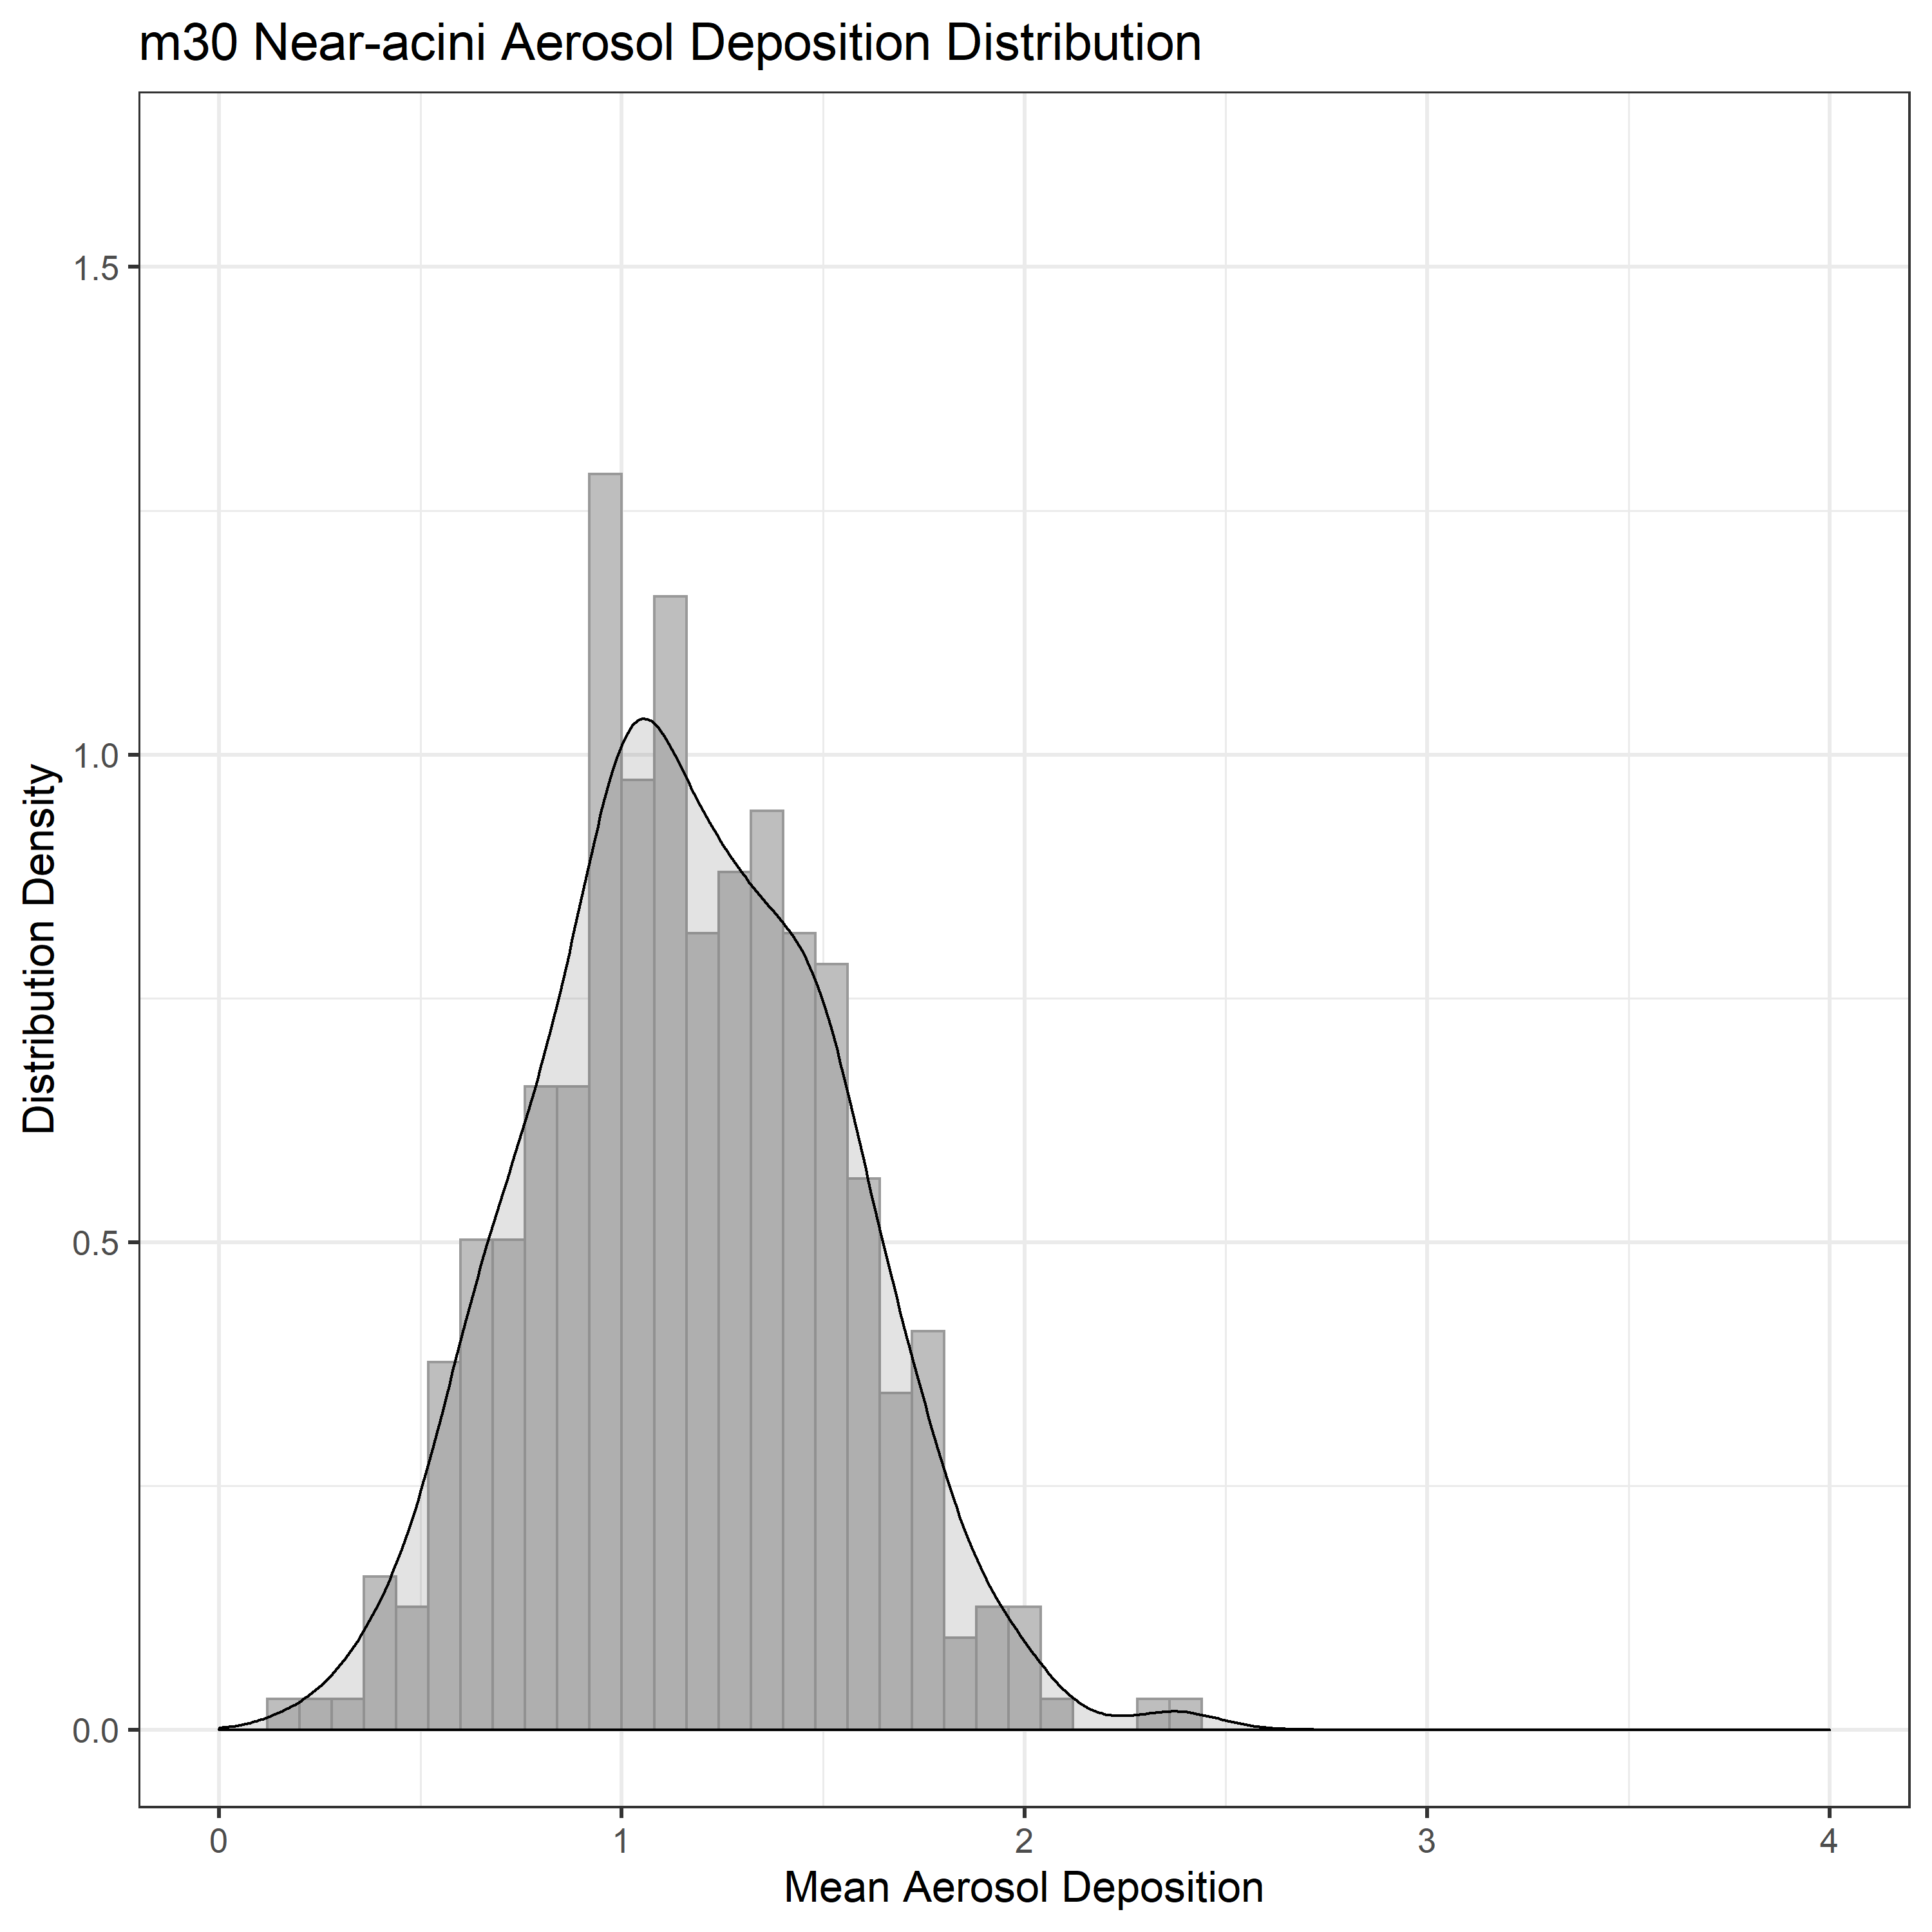 m30 Near-acini Aerosol Deposition Distribution
1.5
1.0
0.5
0.0
Distribution Density
0 1 2 3 4
Mean Aerosol Deposition